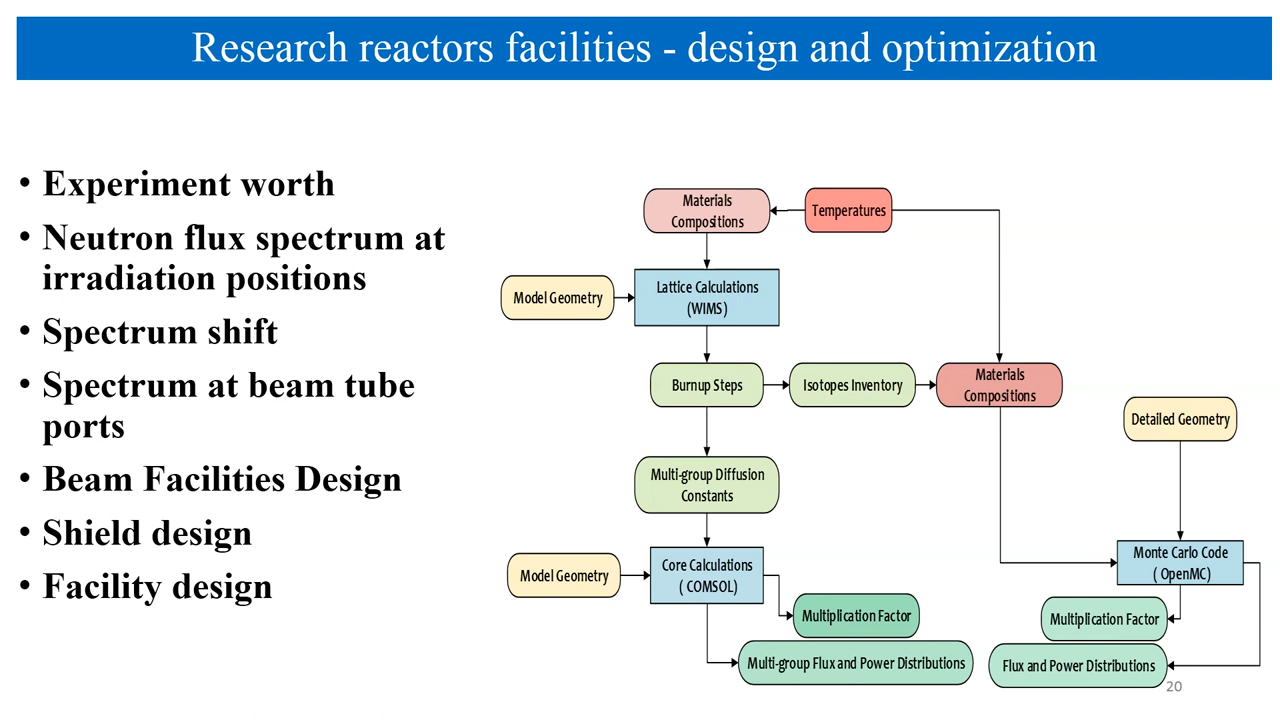 Research reactors facilities - design and optimization
• Experiment worth
• Neutron flux spectrum at
irradiation positions
• Spectrum shift
• Spectrum at beam tube
ports
• Beam Facilities Design
• Shield design
• Facility design
Materials
Compositions
Temperatures
Model Geometry
Lattice Calculations
(WIMS)
Burnup Steps
Isotopes Inventory
Materials
Compositions
Detailed Geometry
Multi-group Diffusion
Constants
Model Geometry
Core Calculations
( COMSOL)
Monte Carlo Code
( OpenMC)
Multiplication Factor
Multiplication Factor
Multi-group Flux and Power Distributions
Flux and Power Distributions
20